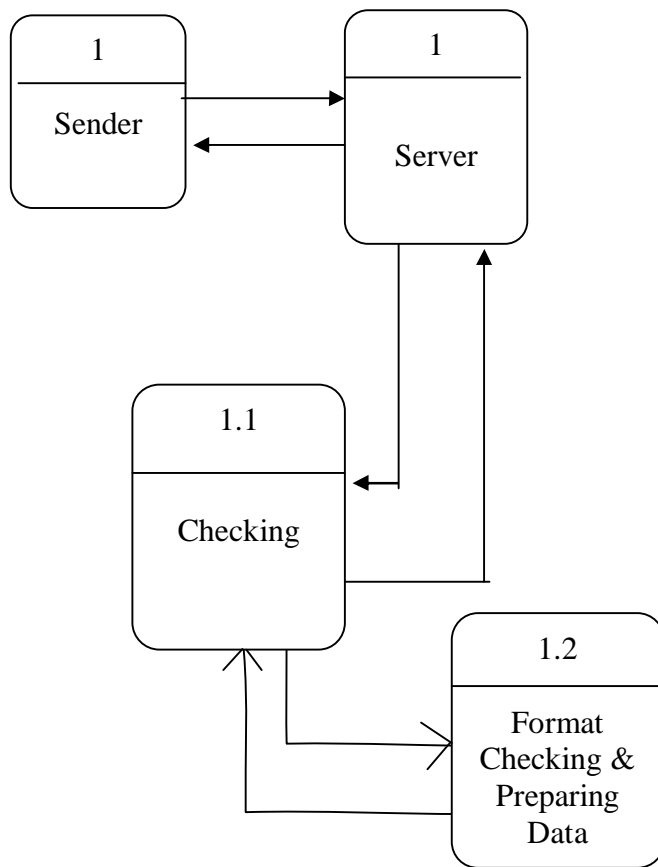 1
Sender
1
Server
1.1
Checking
1.2
Format
Checking &
Preparing
Data